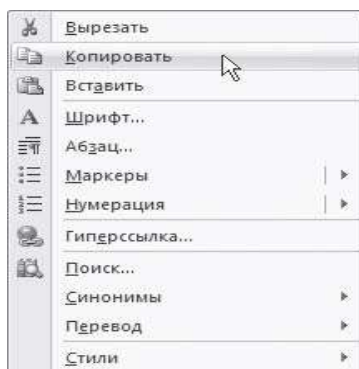 Вырезать
Копировать
Вставить
Шрифт...
Абзац...
Маркеры
Нумерация
Гиперссылка...
Поиск...
Синонимы
Перевод
Стили